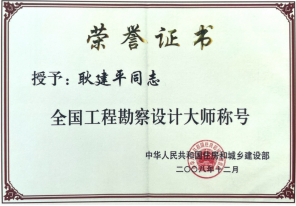 荣誉证书
授予：耿建平同志
全国工程勘察设计大师称号
中华人民共和国住房和城乡建设部
二〇〇八年十二月